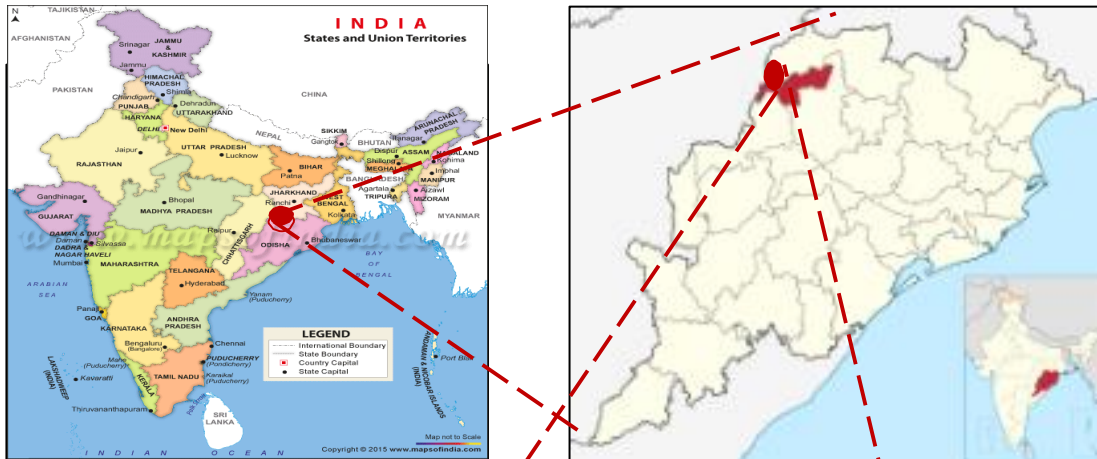 N
TAJIKISTAN
AFGHANISTAN
INDIA
States and Union Territories
JAMMU
&
KASHMIR
Srinagar
Jammu
HIMACHAL
PRADESH
Shimla
PAKISTAN
Chandigarh
PUNJAB
Dehradun
UTTARAKHAND
CHINA
HARYANA
DELHI
New Delhi
ARUNACHAL
PRADESH
NEPAL
SIKKIM
Gangtok
BHUTAN
Itanagar
Dispur
ASSAM
NAGALAND
Kohima
Jaipur
UTTAR PRADESH
Lucknow
RAJASTHAN
Shillong
MEGHALAYA
Imphal
MANIPUR
BIHAR
Patna
BANGLADESH
Agartala
TRIPURA
Aizawl
MIZORAM
Gandhinagar
GUJARAT
Bhopal
MADHYA PRADESH
JHARKHAND
Ranchi
WEST
BENGAL
Kolkata
MYANMAR
CHHATTISGARH
Raipur
ODISHA
Bhubaneswar
DAMAN & DIU
Daman
DADRA &
NAGAR HAVELI
Silvassa
Mumbai
MAHARASHTRA
BAY
OF
BENGAL
ARABIAN
SEA
TELANGANA
Hyderabad
Yanam
(Puducherry)
Panaji
GOA
KARNATAKA
ANDHRA
PRADESH
Bengaluru
(Bangalore)
Chennai
Mahe
(Puducherry)
PUDUCHERRY
(Pondicherry)
Karaikal
(Puducherry)
LAKSHADWEEP
(INDIA)
Kavaratti
KERALA
TAMIL NADU
Thiruvananthapuram
SRI
LANKA
ANDAMAN & NICOBAR ISLANDS
(INDIA)
Port Blair
LEGEND
International Boundary
State Boundary
Country Capital
State Capital
Map not to Scale
Copyright © 2015 www.mapsofindia.com
INDIAN OCEAN